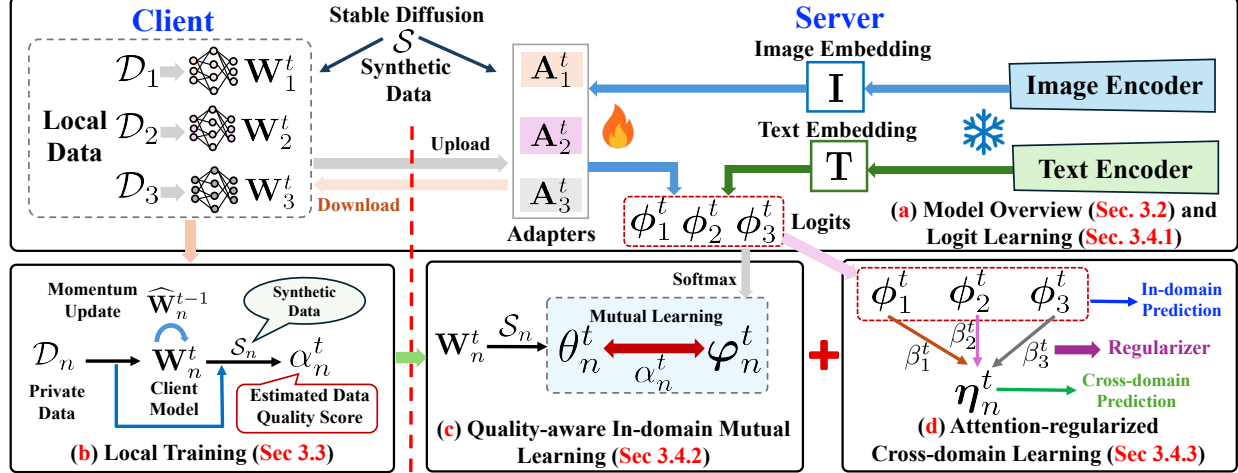 Client
Stable Diffusion
Server
𝒮
Synthetic
Data
Local
Data
𝒟₁ W₁ᵗ
𝒟₂ W₂ᵗ
𝒟₃ W₃ᵗ
Upload
Download
A₁ᵗ
A₂ᵗ
A₃ᵗ
Adapters
Image Embedding
I
Image Encoder
Text Embedding
T
Text Encoder
ϕ₁ᵗ ϕ₂ᵗ ϕ₃ᵗ
Logits
(a) Model Overview (Sec. 3.2) and
Logit Learning (Sec. 3.4.1)
Momentum
Update
Ŵₙᵗ⁻¹
Synthetic
Data
𝒟ₙ
Wₙᵗ
𝒮ₙ
αₙᵗ
Private
Data
Client
Model
Estimated Data
Quality Score
(b) Local Training (Sec 3.3)
Softmax
Mutual Learning
Wₙᵗ
𝒮ₙ
θₙᵗ
αₙᵗ
φₙᵗ
(c) Quality-aware In-domain Mutual
Learning (Sec 3.4.2)
ϕ₁ᵗ ϕ₂ᵗ ϕ₃ᵗ
In-domain
Prediction
β₁ᵗ
β₂ᵗ
β₃ᵗ
Regularizer
ηₙᵗ
Cross-domain
Prediction
(d) Attention-regularized
Cross-domain Learning (Sec 3.4.3)